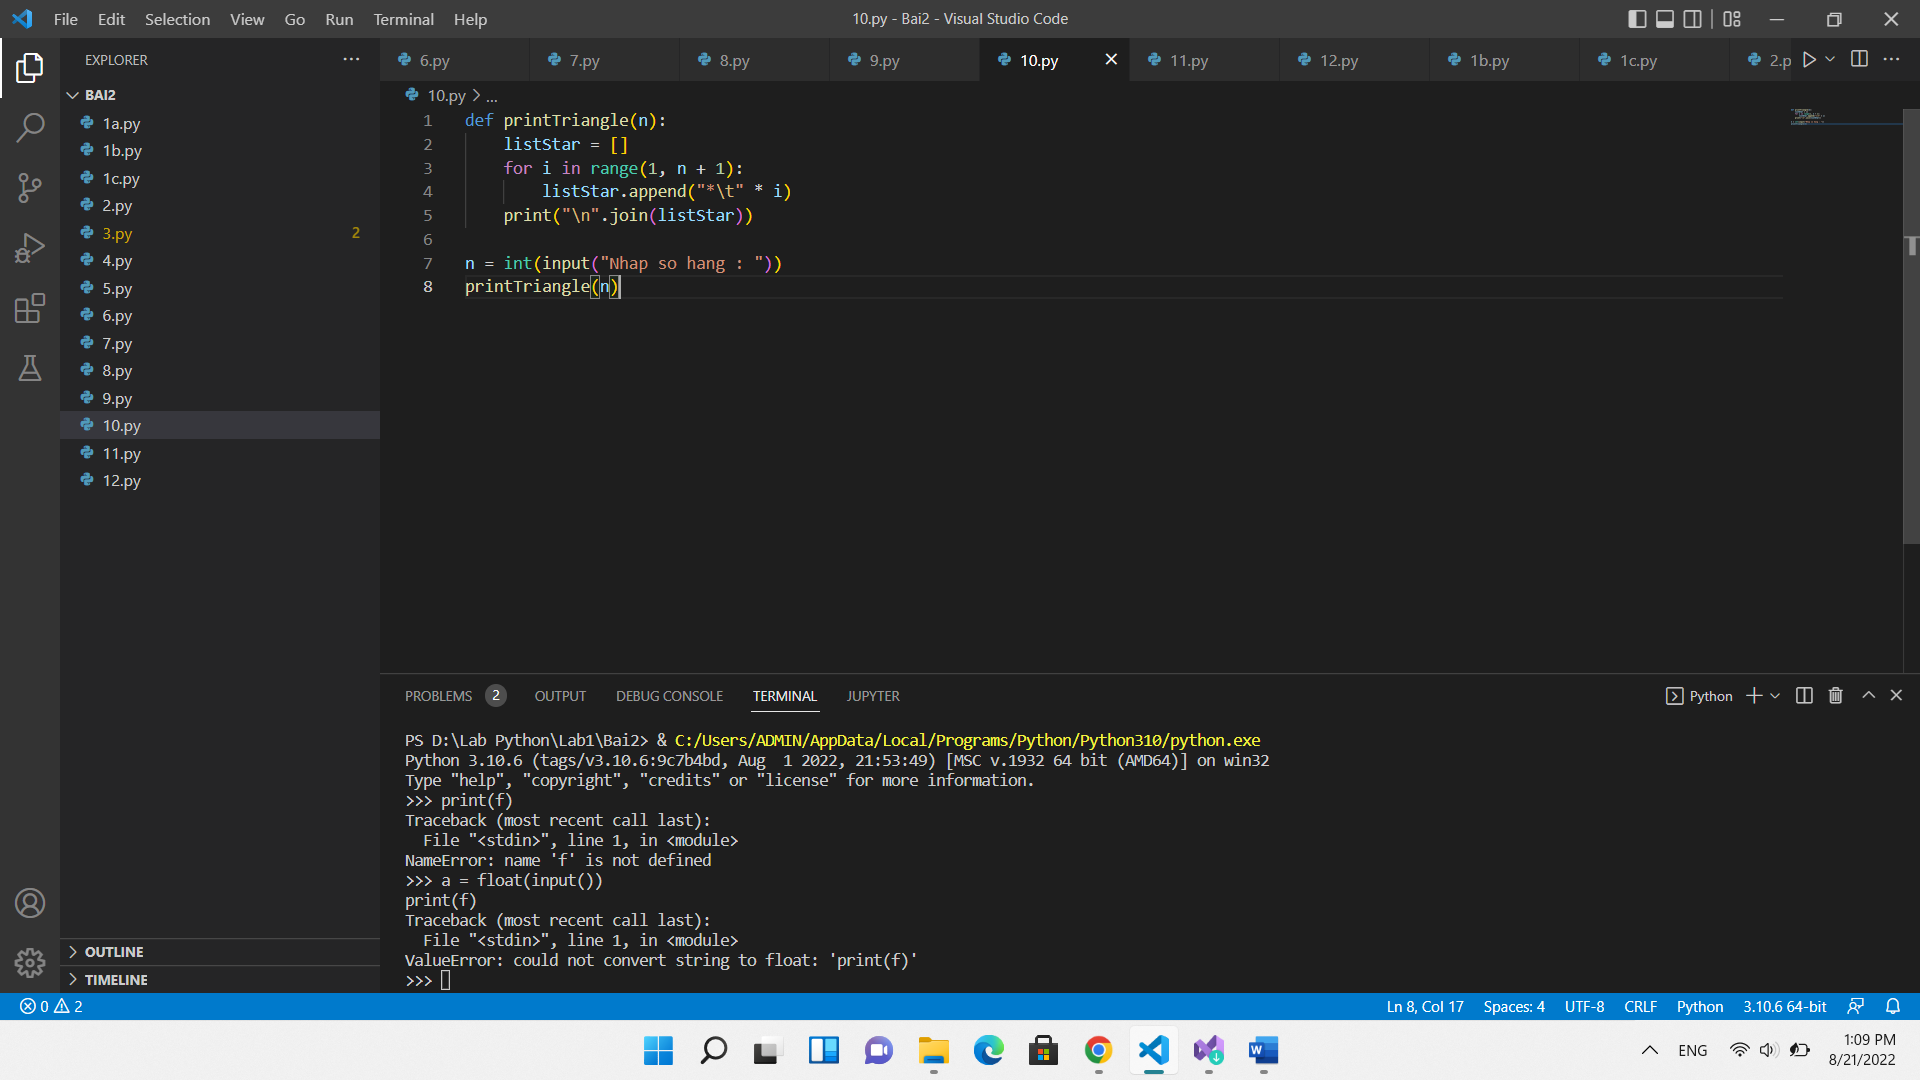 File Edit Selection View Go Run Terminal Help 10.py - Bai2 - Visual Studio Code
EXPLORER
6.py 7.py 8.py 9.py 10.py 11.py 12.py 1b.py 1c.py 2.p
BAI2
10.py > ...
1a.py
1b.py
1c.py
2.py
3.py 2
4.py
5.py
6.py
7.py
8.py
9.py
10.py
11.py
12.py
OUTLINE
TIMELINE
1 def printTriangle(n):
2 listStar = []
3 for i in range(1, n + 1):
4 listStar.append("*\t" * i)
5 print("\n".join(listStar))
6
7 n = int(input("Nhap so hang : "))
8 printTriangle(n)
PROBLEMS 2 OUTPUT DEBUG CONSOLE TERMINAL JUPYTER Python
PS D:\Lab Python\Lab1\Bai2> & C:/Users/ADMIN/AppData/Local/Programs/Python/Python310/python.exe
Python 3.10.6 (tags/v3.10.6:9c7b4bd, Aug  1 2022, 21:53:49) [MSC v.1932 64 bit (AMD64)] on win32
Type "help", "copyright", "credits" or "license" for more information.
>>> print(f)
Traceback (most recent call last):
  File "<stdin>", line 1, in <module>
NameError: name 'f' is not defined
>>> a = float(input())
print(f)
Traceback (most recent call last):
  File "<stdin>", line 1, in <module>
ValueError: could not convert string to float: 'print(f)'
>>>
0 2 Ln 8, Col 17 Spaces: 4 UTF-8 CRLF Python 3.10.6 64-bit
ENG 1:09 PM
8/21/2022